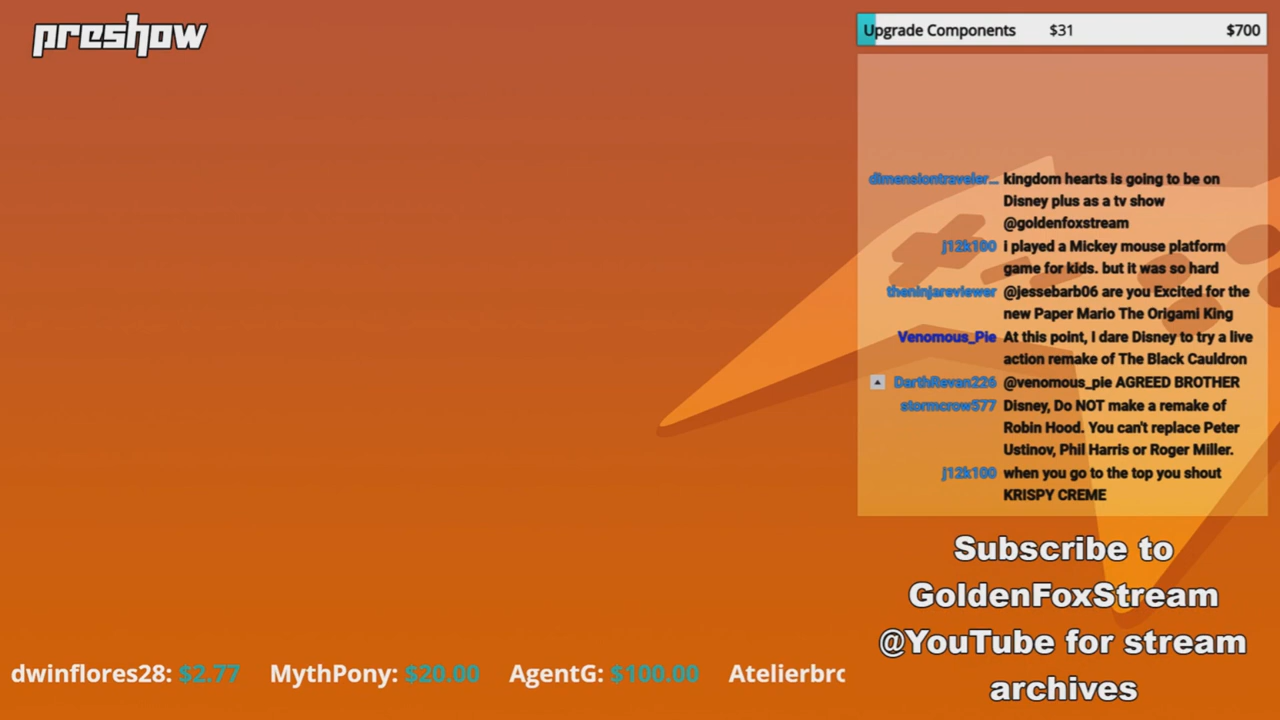 preshow
Upgrade Components $31 $700
dimensiontraveler... kingdom hearts is going to be on
Disney plus as a tv show
@goldenfoxstream
j12k100 i played a Mickey mouse platform
game for kids. but it was so hard
theninjareviewer @jessebarb06 are you Excited for the
new Paper Mario The Origami King
Venomous_Pie At this point, I dare Disney to try a live
action remake of The Black Cauldron
DarthRevan226 @venomous_pie AGREED BROTHER
stormcrow577 Disney, Do NOT make a remake of
Robin Hood. You can't replace Peter
Ustinov, Phil Harris or Roger Miller.
j12k100 when you go to the top you shout
KRISPY CREME
Subscribe to
GoldenFoxStream
@YouTube for stream
archives
dwinflores28: $2.77 MythPony: $20.00 AgentG: $100.00 Atelierbro